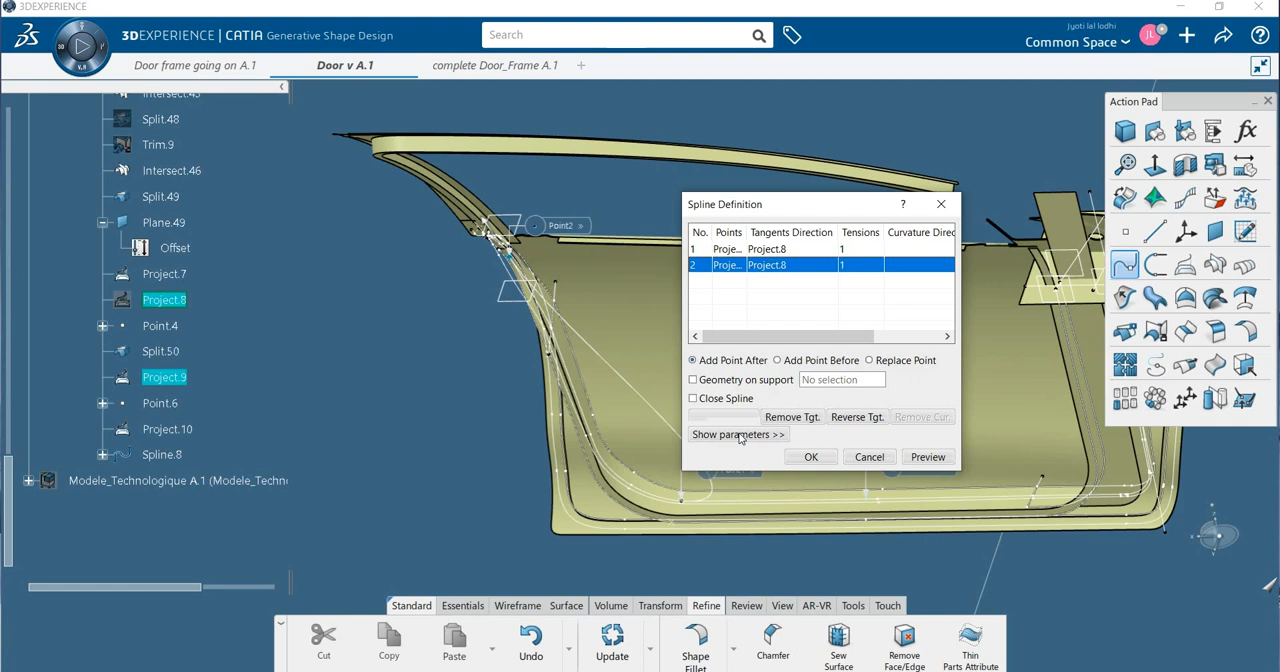 3DEXPERIENCE
3DEXPERIENCE | CATIA Generative Shape Design
Search
Jyoti lal lodhi
Common Space
JL
3D
V.R
Door frame going on A.1
Door v A.1
complete Door_Frame A.1
Intersect.45
Split.48
Trim.9
Intersect.46
Split.49
Plane.49
Offset
Project.7
Project.8
Point.4
Split.50
Project.9
Point.6
Project.10
Spline.8
Modele_Technologique A.1 (Modele_Techno
Point2 »
Spline Definition
?
No. Points Tangents Direction Tensions Curvature Direc
1 Proje... Project.8 1
2 Proje... Project.8 1
Add Point After Add Point Before Replace Point
Geometry on support No selection
Close Spline
Remove Tgt. Reverse Tgt. Remove Cur.
Show parameters >>
OK Cancel Preview
Action Pad
fx
Standard Essentials Wireframe Surface Volume Transform Refine Review View AR-VR Tools Touch
Cut
Copy
Paste
Undo
Update
Shape Fillet
Chamfer
Sew Surface
Remove Face/Edge
Thin Parts Attribute